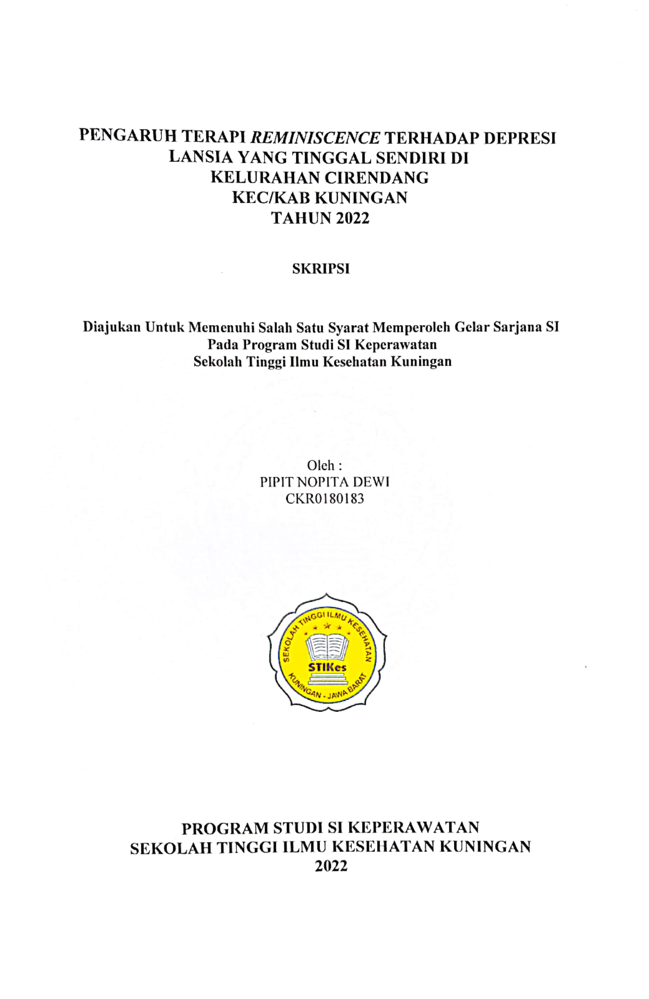 PENGARUH TERAPI REMINISCENCE TERHADAP DEPRESI
LANSIA YANG TINGGAL SENDIRI DI
KELURAHAN CIRENDANG
KEC/KAB KUNINGAN
TAHUN 2022
SKRIPSI
Diajukan Untuk Memenuhi Salah Satu Syarat Memperoleh Gelar Sarjana SI
Pada Program Studi SI Keperawatan
Sekolah Tinggi Ilmu Kesehatan Kuningan
Oleh :
PIPIT NOPITA DEWI
CKR0180183
SEKOLAH TINGGI ILMU KESEHATAN
STIKes
KUNINGAN - JAWA BARAT
PROGRAM STUDI SI KEPERAWATAN
SEKOLAH TINGGI ILMU KESEHATAN KUNINGAN
2022